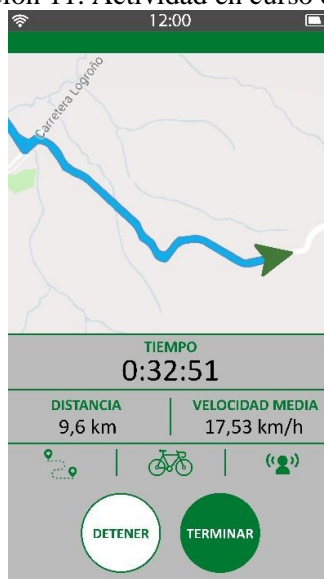 ción 11. Actividad en curso
12:00
Carretera Logroño
TIEMPO
0:32:51
DISTANCIA
VELOCIDAD MEDIA
9,6 km
17,53 km/h
DETENER
TERMINAR